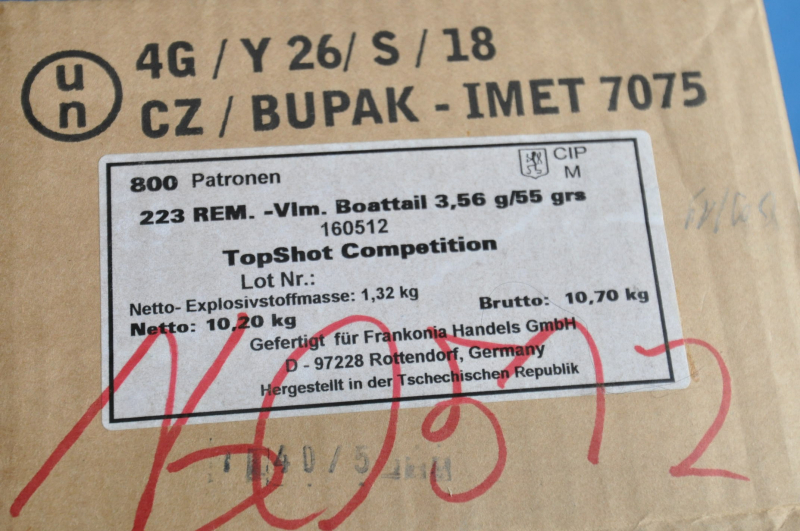 un
4G / Y 26/ S / 18
CZ / BUPAK - IMET 7075
CIP
M
800 Patronen
223 REM. -Vlm. Boattail 3,56 g/55 grs
160512
TopShot Competition
Lot Nr.:
Netto- Explosivstoffmasse: 1,32 kg
Netto: 10,20 kg Brutto: 10,70 kg
Gefertigt für Frankonia Handels GmbH
D - 97228 Rottendorf, Germany
Hergestellt in der Tschechischen Republik